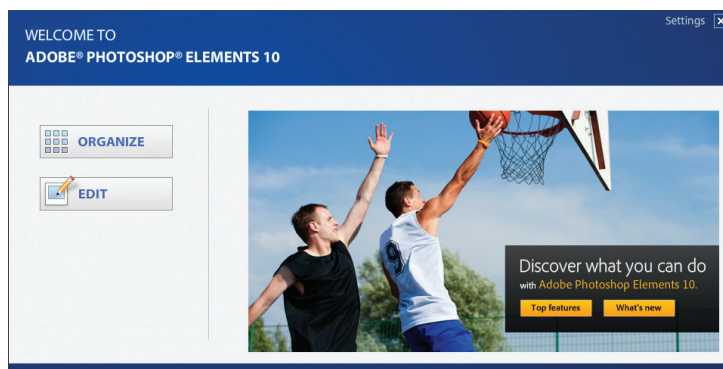 Settings
WELCOME TO
ADOBE® PHOTOSHOP® ELEMENTS 10
ORGANIZE
EDIT
9
Discover what you can do
with Adobe Photoshop Elements 10.
Top features
What's new